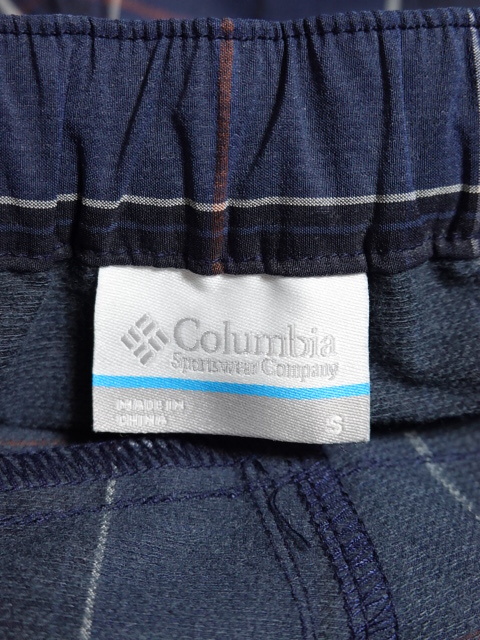 Columbia
Sportswear Company
MADE IN
CHINA
S